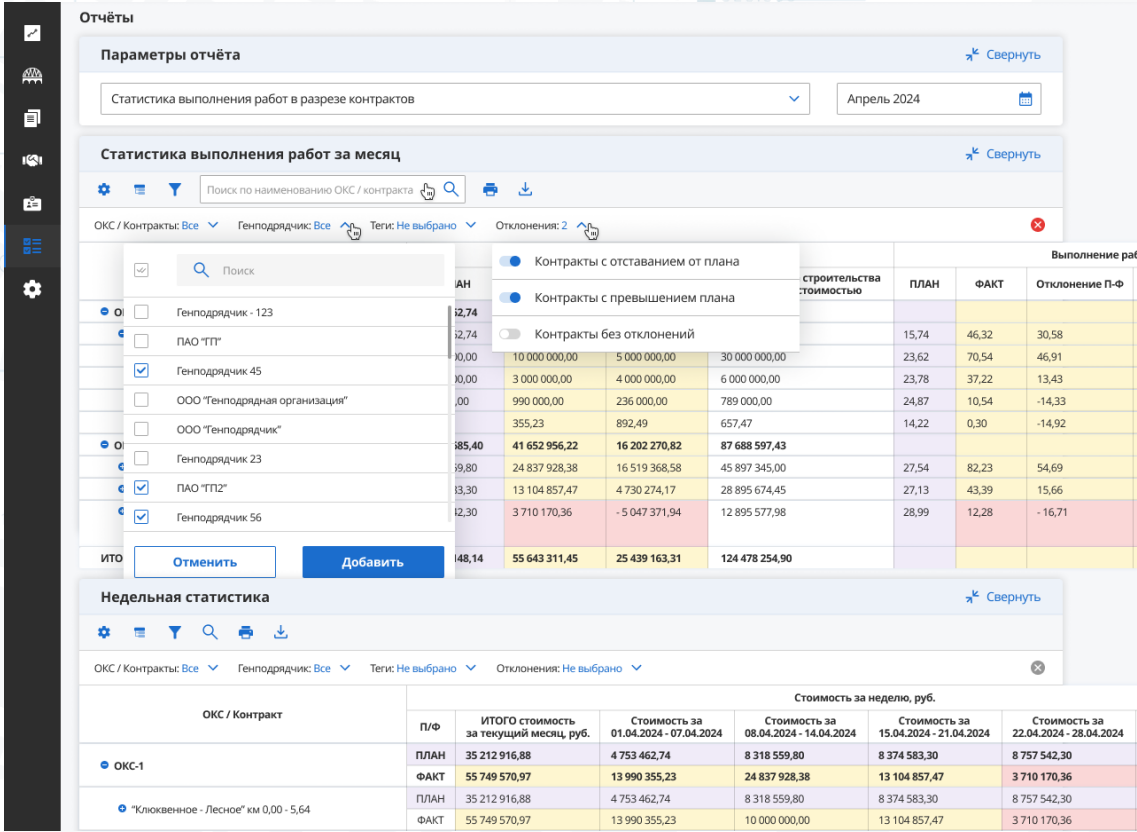 Отчёты
Параметры отчёта
Свернуть
Статистика выполнения работ в разрезе контрактов
Апрель 2024
Статистика выполнения работ за месяц
Свернуть
Поиск по наименованию ОКС / контракта
ОКС / Контракты: Все Генподрядчик: Все Теги: Не выбрано Отклонения: 2
Поиск
Генподрядчик - 123
ПАО “ГП”
Генподрядчик 45
ООО “Генподрядная организация”
ООО “Генподрядчик”
Генподрядчик 23
ПАО “ГП2”
Генподрядчик 56
Отменить Добавить
Контракты с отставанием от плана
Контракты с превышением плана
Контракты без отклонений
строительства
ПЛАН ФАКТ Отклонение П-Ф
15,74 46,32 30,58
10 000 000,00 5 000 000,00 30 000 000,00 23,62 70,54 46,91
3 000 000,00 4 000 000,00 6 000 000,00 23,78 37,22 13,43
990 000,00 236 000,00 789 000,00 24,87 10,54 -14,33
355,23 892,49 657,47 14,22 0,30 -14,92
41 652 956,22 16 202 270,82 87 688 597,43
24 837 928,38 16 519 368,58 45 897 345,00 27,54 82,23 54,69
13 104 857,47 4 730 274,17 28 895 674,45 27,13 43,39 15,66
3 710 170,36 - 5 047 371,94 12 895 577,98 28,99 12,28 - 16,71
55 643 311,45 25 439 163,31 124 478 254,90
Недельная статистика
Свернуть
ОКС / Контракты: Все Генподрядчик: Все Теги: Не выбрано Отклонения: Не выбрано
ОКС / Контракт
Стоимость за неделю, руб.
П/Ф
ИТОГО стоимость
за текущий месяц, руб.
Стоимость за
01.04.2024 - 07.04.2024
Стоимость за
08.04.2024 - 14.04.2024
Стоимость за
15.04.2024 - 21.04.2024
Стоимость за
22.04.2024 - 28.04.2024
ОКС-1
ПЛАН 35 212 916,88 4 753 462,74 8 318 559,80 8 374 583,30 8 757 542,30
ФАКТ 55 749 570,97 13 990 355,23 24 837 928,38 13 104 857,47 3 710 170,36
“Клюквенное - Лесное” км 0,00 - 5,64
ПЛАН 35 212 916,88 4 753 462,74 8 318 559,80 8 374 583,30 8 757 542,30
ФАКТ 55 749 570,97 13 990 355,23 10 000 000,00 13 104 857,47 3 710 170,36